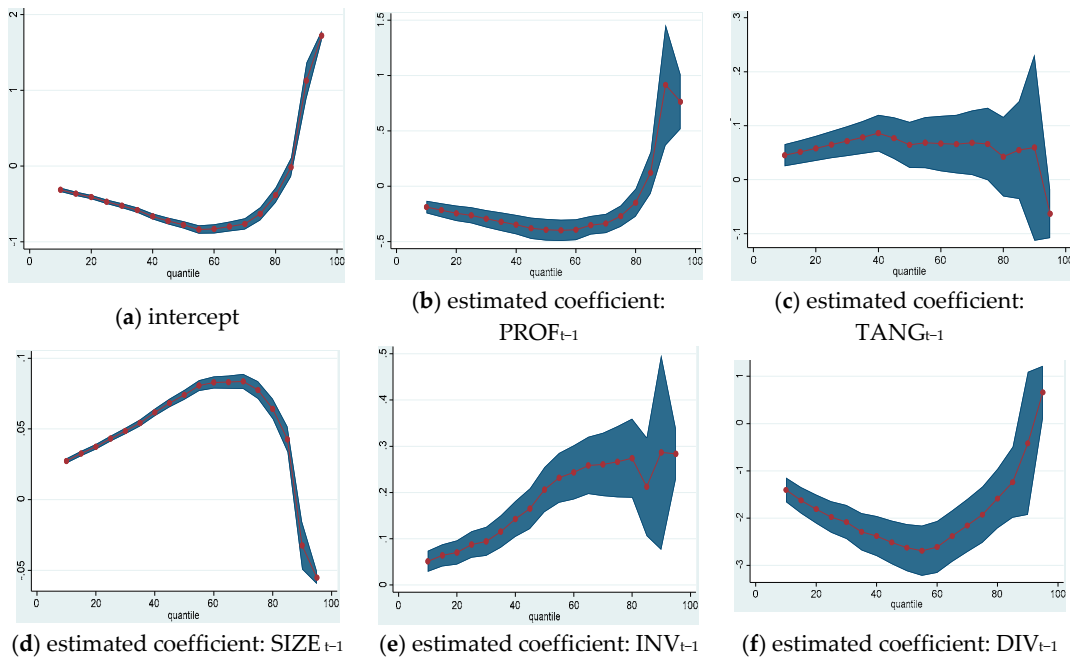 2
1
0
-1
0 20 40 60 80 100
quantile
(a) intercept
1.5
1
.5
0
-.5
0 20 40 60 80 100
quantile
(b) estimated coefficient:
PROFt−1
.3
.2
.1
0
-.1
0 20 40 60 80 100
quantile
(c) estimated coefficient:
TANGt−1
.1
.05
0
-.05
0 20 40 60 80 100
quantile
(d) estimated coefficient: SIZE t−1
.5
.4
.3
.2
.1
0
0 20 40 60 80 100
quantile
(e) estimated coefficient: INVt−1
1
0
-1
-2
-3
0 20 40 60 80 100
quantile
(f) estimated coefficient: DIVt−1